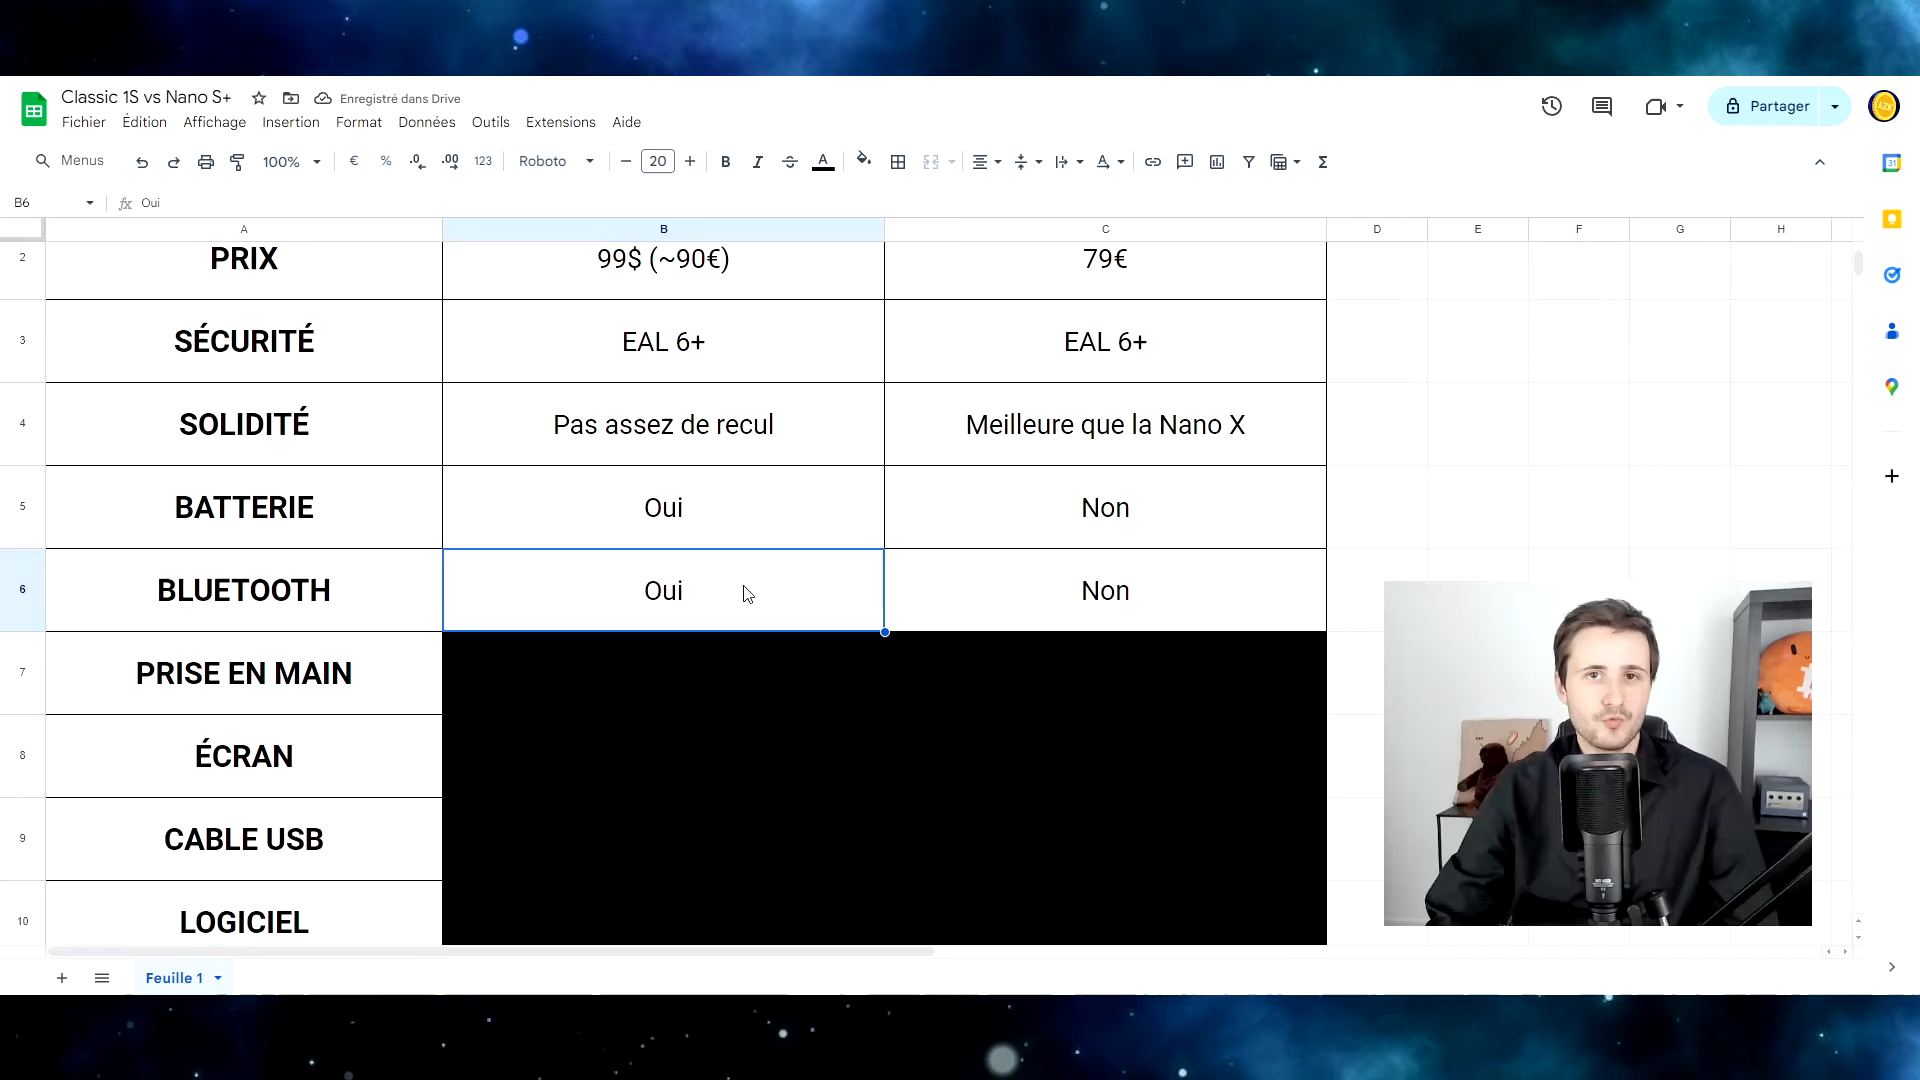 Classic 1S vs Nano S+
Enregistré dans Drive
Fichier Édition Affichage Insertion Format Données Outils Extensions Aide
Partager
Menus 100% € % .0 .00 123 Roboto 20 B I A Σ
B6 fx Oui
A B C D E F G H
2 PRIX 99$ (~90€) 79€
3 SÉCURITÉ EAL 6+ EAL 6+
4 SOLIDITÉ Pas assez de recul Meilleure que la Nano X
5 BATTERIE Oui Non
6 BLUETOOTH Oui Non
7 PRISE EN MAIN
8 ÉCRAN
9 CABLE USB
10 LOGICIEL
Feuille 1
31